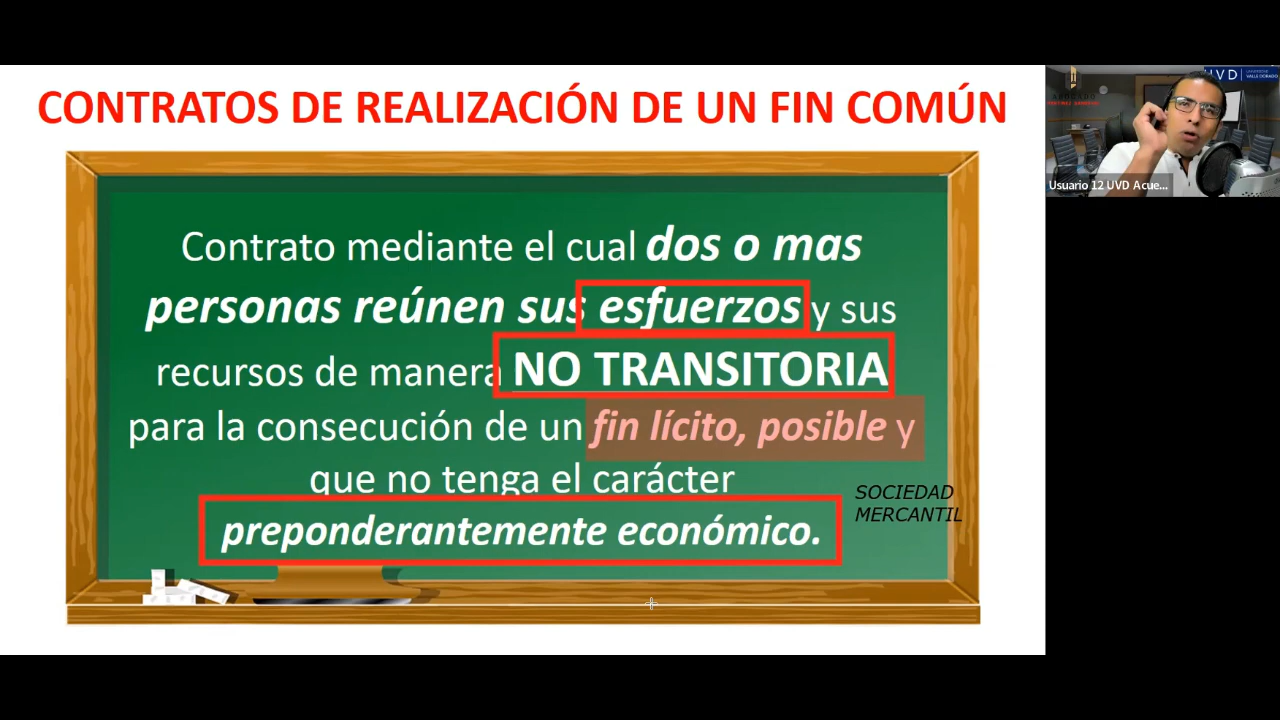 CONTRATOS DE REALIZACIÓN DE UN FIN COMÚN
Contrato mediante el cual dos o mas
personas reúnen sus esfuerzos y sus
recursos de manera NO TRANSITORIA
para la consecución de un fin lícito, posible y
que no tenga el carácter
preponderantemente económico.
SOCIEDAD
MERCANTIL
UVD
VALLE DORADO
Usuario 12 UVD Acue...